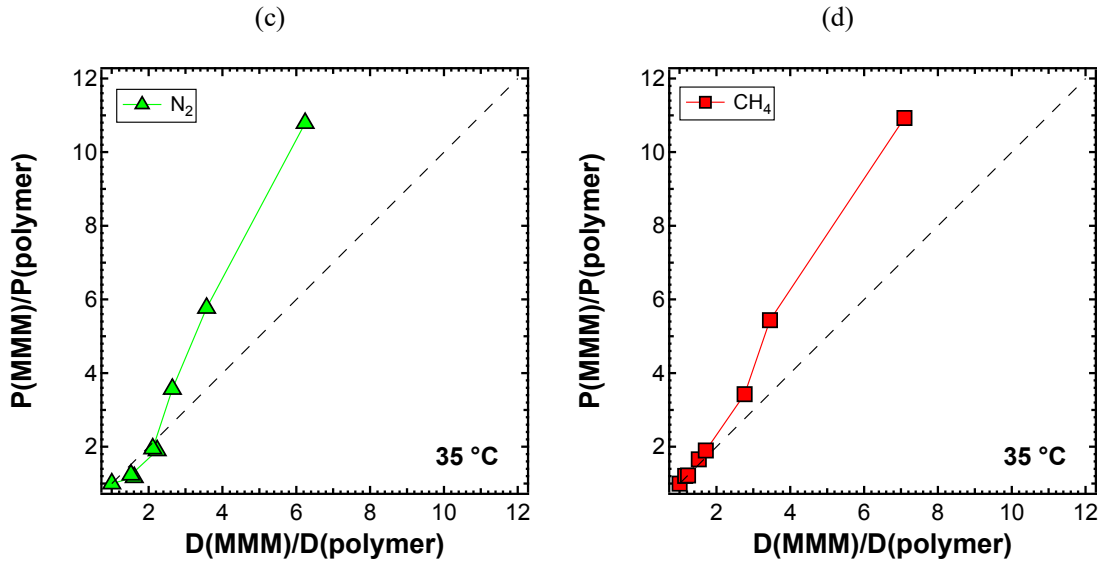 (c)
(d)
P(MMM)/P(polymer)
12
10
8
6
4
2
N₂
35 °C
2 4 6 8 10 12
D(MMM)/D(polymer)
P(MMM)/P(polymer)
12
10
8
6
4
2
CH₄
35 °C
2 4 6 8 10 12
D(MMM)/D(polymer)